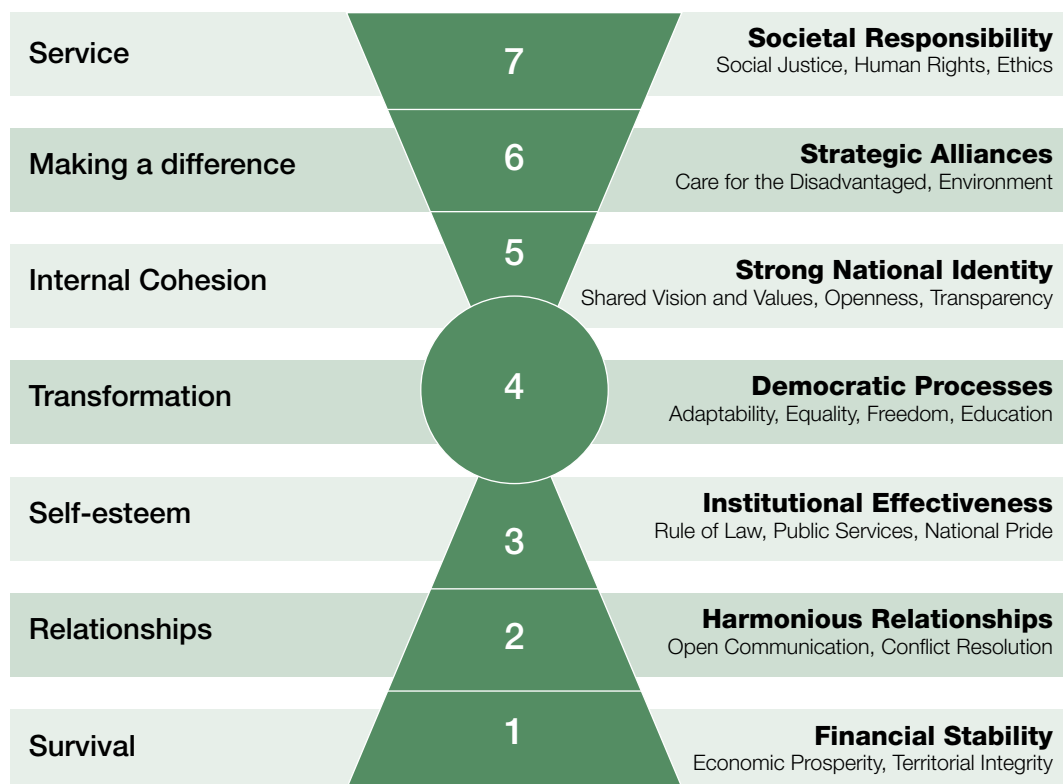 Service
7
Societal Responsibility
Social Justice, Human Rights, Ethics
Making a difference
6
Strategic Alliances
Care for the Disadvantaged, Environment
Internal Cohesion
5
Strong National Identity
Shared Vision and Values, Openness, Transparency
Transformation
4
Democratic Processes
Adaptability, Equality, Freedom, Education
Self-esteem
3
Institutional Effectiveness
Rule of Law, Public Services, National Pride
Relationships
2
Harmonious Relationships
Open Communication, Conflict Resolution
Survival
1
Financial Stability
Economic Prosperity, Territorial Integrity